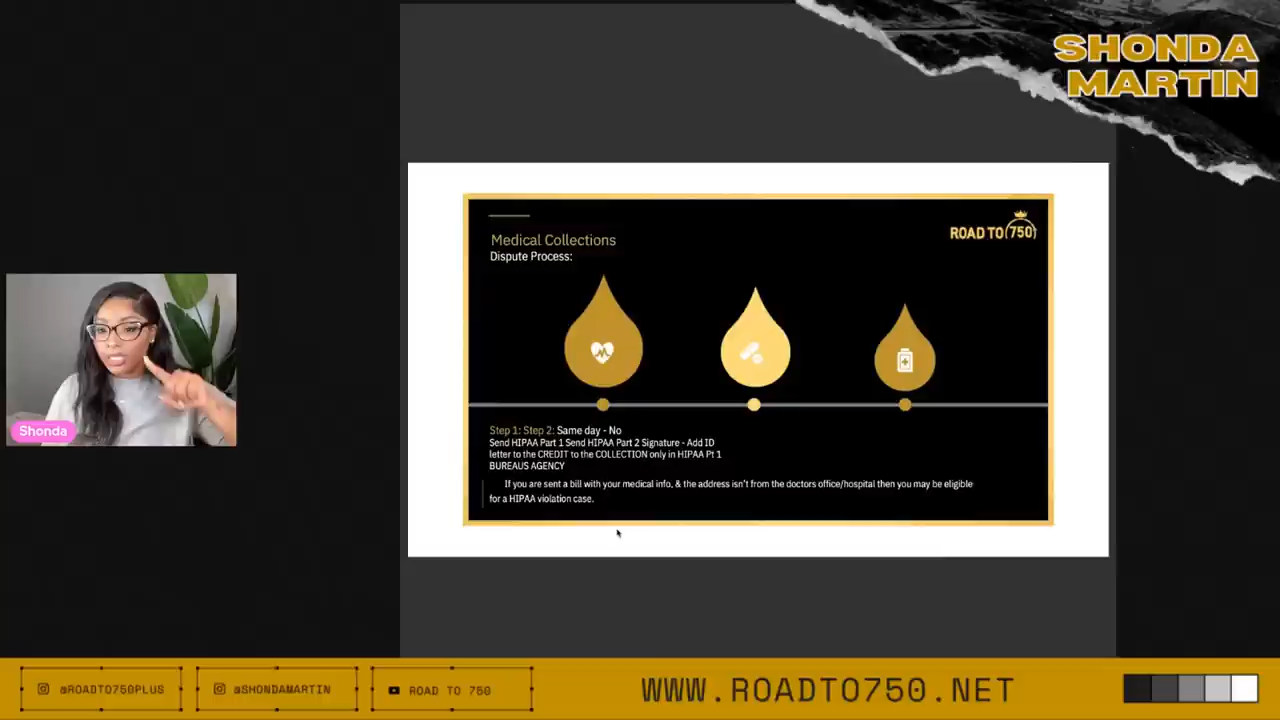 SHONDA
MARTIN
ROAD TO 750
Medical Collections
Dispute Process:
Step 1: Step 2: Same day - No
Send HIPAA Part 1 Send HIPAA Part 2 Signature - Add ID
letter to the CREDIT to the COLLECTION only in HIPAA Pt 1
BUREAUS AGENCY
If you are sent a bill with your medical info, & the address isn't from the doctors office/hospital then you may be eligible
for a HIPAA violation case.
Shonda
@ROADTO750PLUS
@SHONDAMARTIN
ROAD TO 750
WWW.ROADTO750.NET